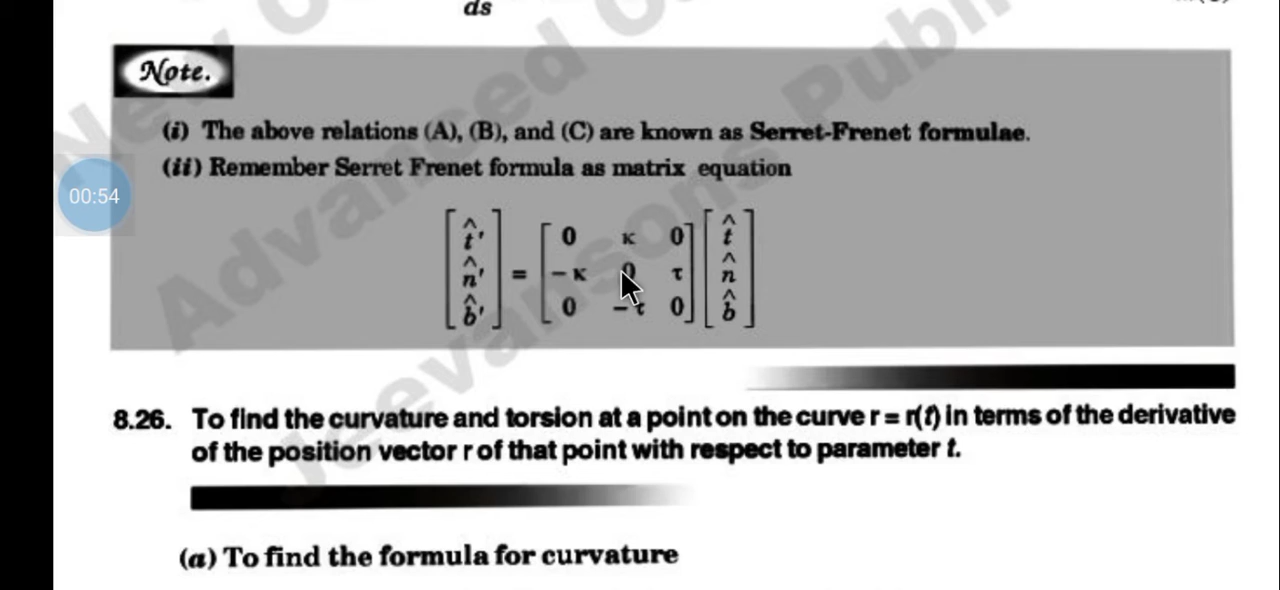 ds
Note.
(i) The above relations (A), (B), and (C) are known as Serret-Frenet formulae.
(ii) Remember Serret Frenet formula as matrix equation
[t̂' n̂' b̂'] = [0 κ 0; −κ 0 τ; 0 −τ 0] [t̂ n̂ b̂]
00:54
8.26. To find the curvature and torsion at a point on the curve r = r(t) in terms of the derivative
of the position vector r of that point with respect to parameter t.
(a) To find the formula for curvature
Advanced
Jeevansons Publi